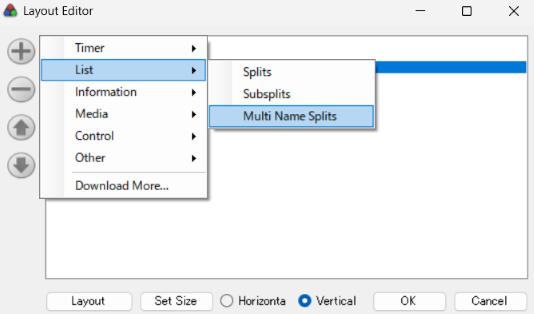 Layout Editor
Timer
List
Information
Media
Control
Other
Download More...
Splits
Subsplits
Multi Name Splits
Layout
Set Size
Horizonta
Vertical
OK
Cancel